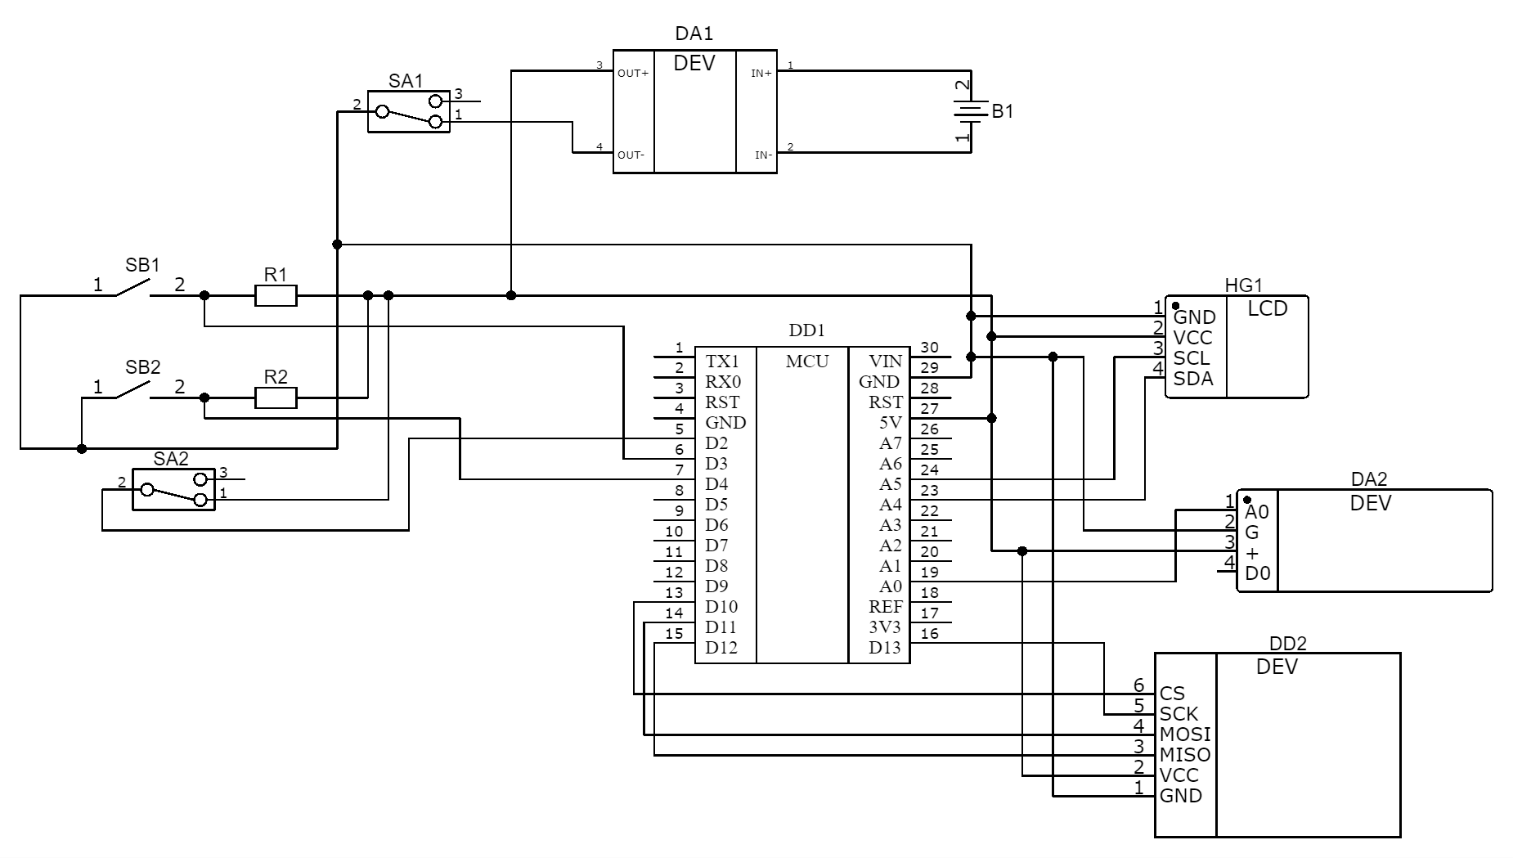 DA1
DEV
3 OUT+ IN+ 1
4 OUT- IN- 2
SA1
2 3
1
2
B1
1
SB1
1 2
R1
SB2
1 2
R2
SA2
2 3
1
DD1
MCU
1 TX1 VIN 30
2 RX0 GND 29
3 RST RST 28
4 GND 5V 27
5 D2 A7 26
6 D3 A6 25
7 D4 A5 24
8 D5 A4 23
9 D6 A3 22
10 D7 A2 21
11 D8 A1 20
12 D9 A0 19
13 D10 REF 18
14 D11 3V3 17
15 D12 D13 16
HG1
LCD
1 GND
2 VCC
3 SCL
4 SDA
DA2
DEV
1 A0
2 G
3 +
4 D0
DD2
DEV
6 CS
5 SCK
4 MOSI
3 MISO
2 VCC
1 GND